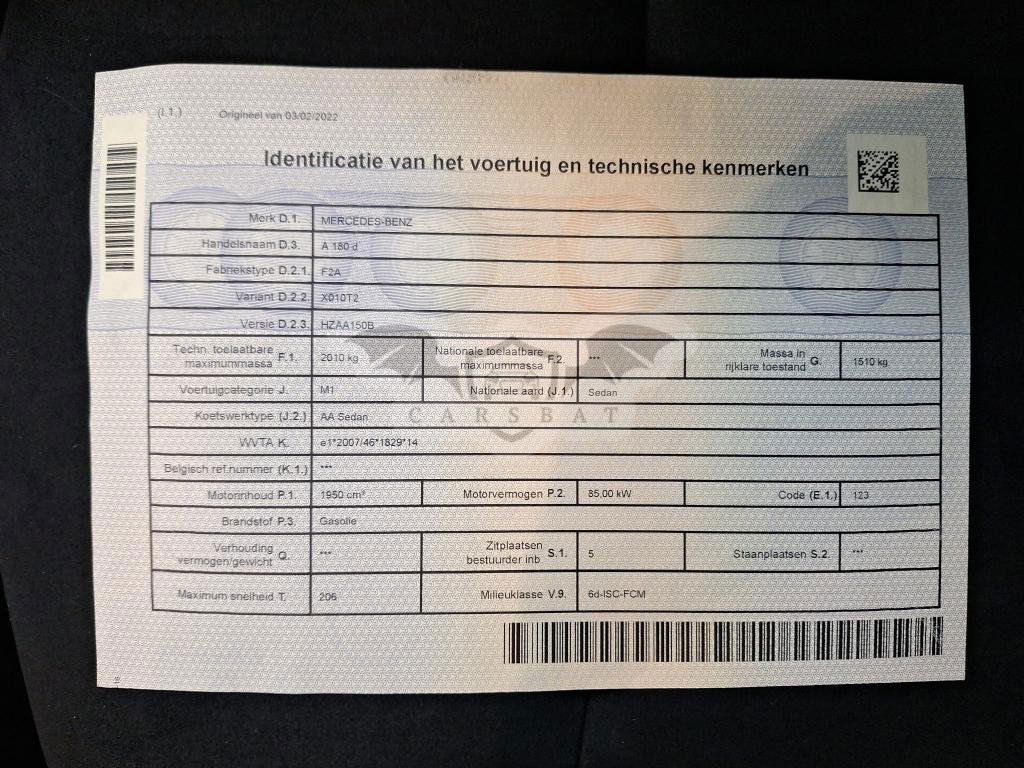 (I.1.) Origineel van 03/02/2022
Identificatie van het voertuig en technische kenmerken
Merk D.1. MERCEDES-BENZ
Handelsnaam D.3. A 180 d
Fabriekstype D.2.1. F2A
Variant D.2.2. X010T2
Versie D.2.3. HZAA150B
Techn. toelaatbare maximummassa F.1. 2010 kg Nationale toelaatbare maximummassa F.2. *** Massa in rijklare toestand G. 1510 kg
Voertuigcategorie J. M1 Nationale aard (J.1.) Sedan
Koetswerktype (J.2.) AA Sedan
CARSBAT
WVTA K. e1*2007/46*1829*14
Belgisch ref.nummer (K.1.) ***
Motorinhoud P.1. 1950 cm³ Motorvermogen P.2. 85,00 kW Code (E.1.) 123
Brandstof P.3. Gasolie
Verhouding vermogen/gewicht Q. *** Zitplaatsen bestuurder inb S.1. 5 Staanplaatsen S.2. ***
Maximum snelheid T. 206 Milieuklasse V.9. 6d-ISC-FCM